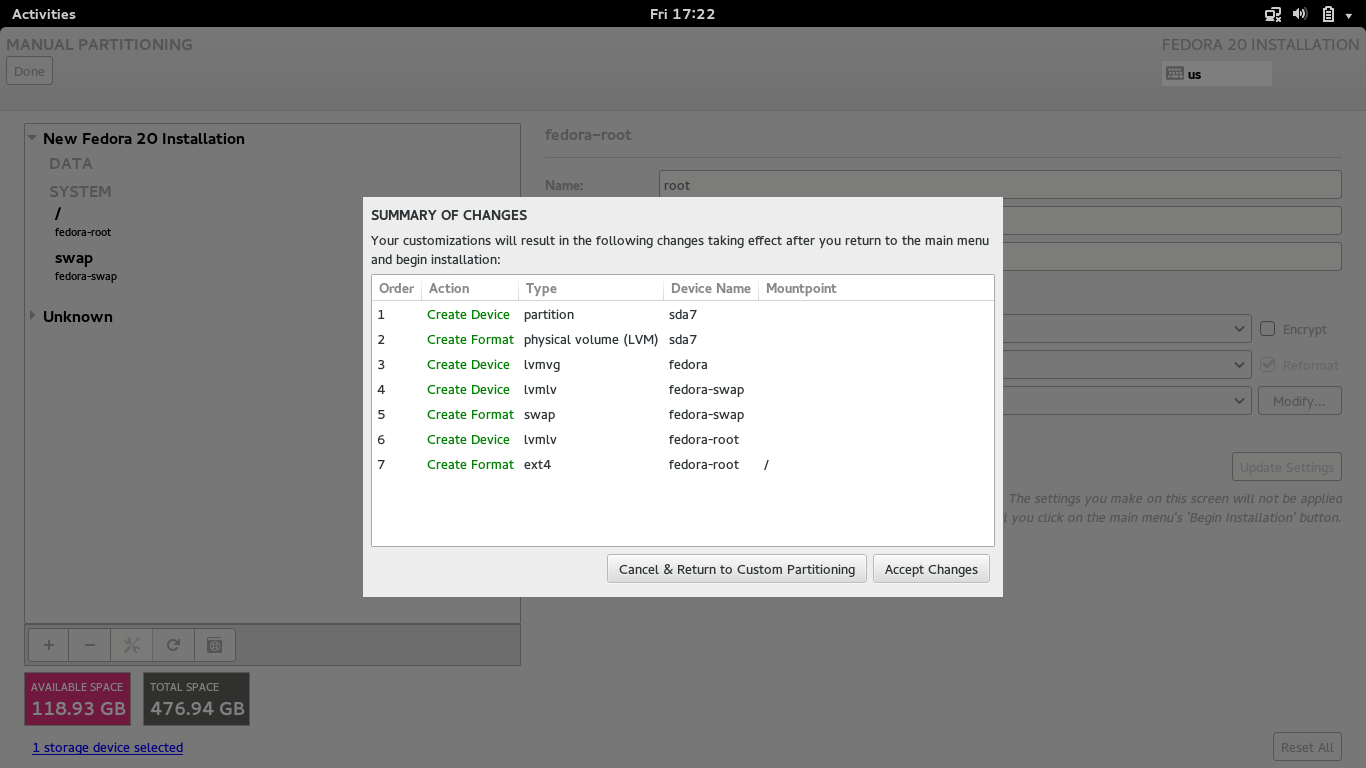 Activities
Fri 17:22
MANUAL PARTITIONING
FEDORA 20 INSTALLATION
Done
us
New Fedora 20 Installation
DATA
SYSTEM
/
fedora-root
swap
fedora-swap
Unknown
fedora-root
Name:
root
SUMMARY OF CHANGES
Your customizations will result in the following changes taking effect after you return to the main menu
and begin installation:
Order Action Type Device Name Mountpoint
1 Create Device partition sda7
2 Create Format physical volume (LVM) sda7
3 Create Device lvmvg fedora
4 Create Device lvmlv fedora-swap
5 Create Format swap fedora-swap
6 Create Device lvmlv fedora-root
7 Create Format ext4 fedora-root /
Cancel & Return to Custom Partitioning
Accept Changes
Encrypt
Reformat
Modify...
Update Settings
The settings you make on this screen will not be applied
you click on the main menu's 'Begin Installation' button.
AVAILABLE SPACE
118.93 GB
TOTAL SPACE
476.94 GB
1 storage device selected
Reset All